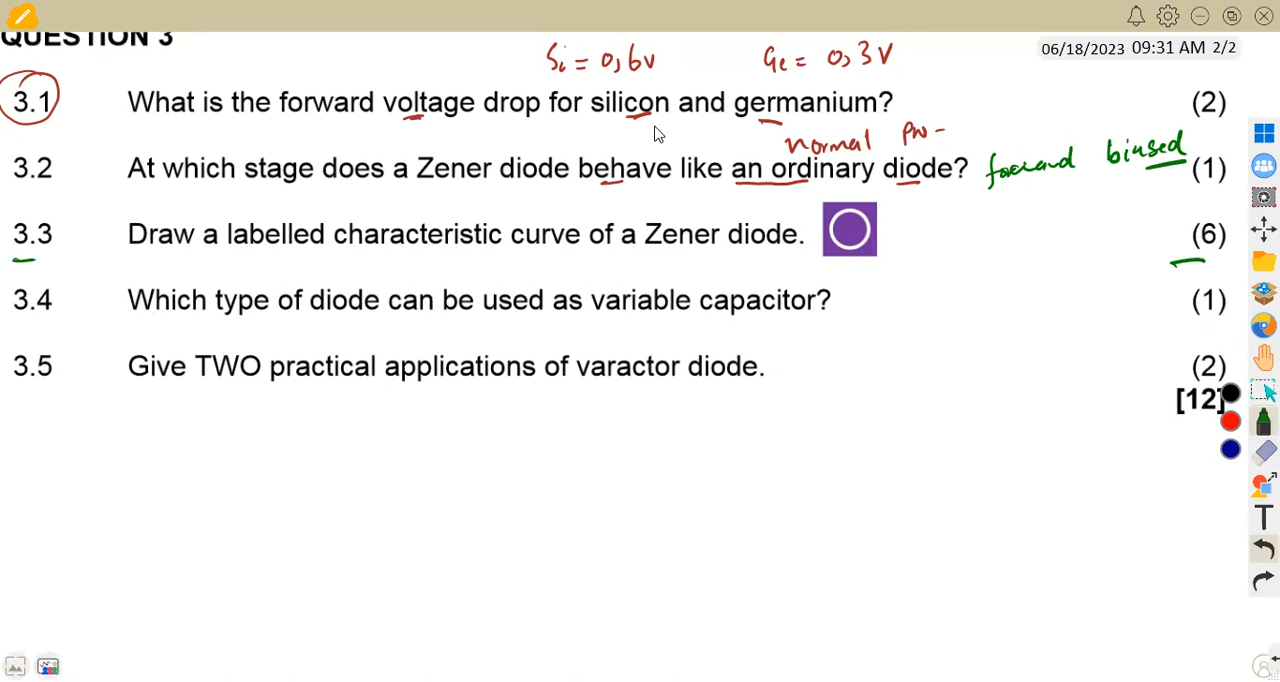 QUESTION 3
06/18/2023 09:31 AM 2/2
Si = 0,6v Ge = 0,3V
3.1 What is the forward voltage drop for silicon and germanium? (2)
normal PN -
3.2 At which stage does a Zener diode behave like an ordinary diode? forward biased (1)
3.3 Draw a labelled characteristic curve of a Zener diode. (6)
3.4 Which type of diode can be used as variable capacitor? (1)
3.5 Give TWO practical applications of varactor diode. (2)
[12]